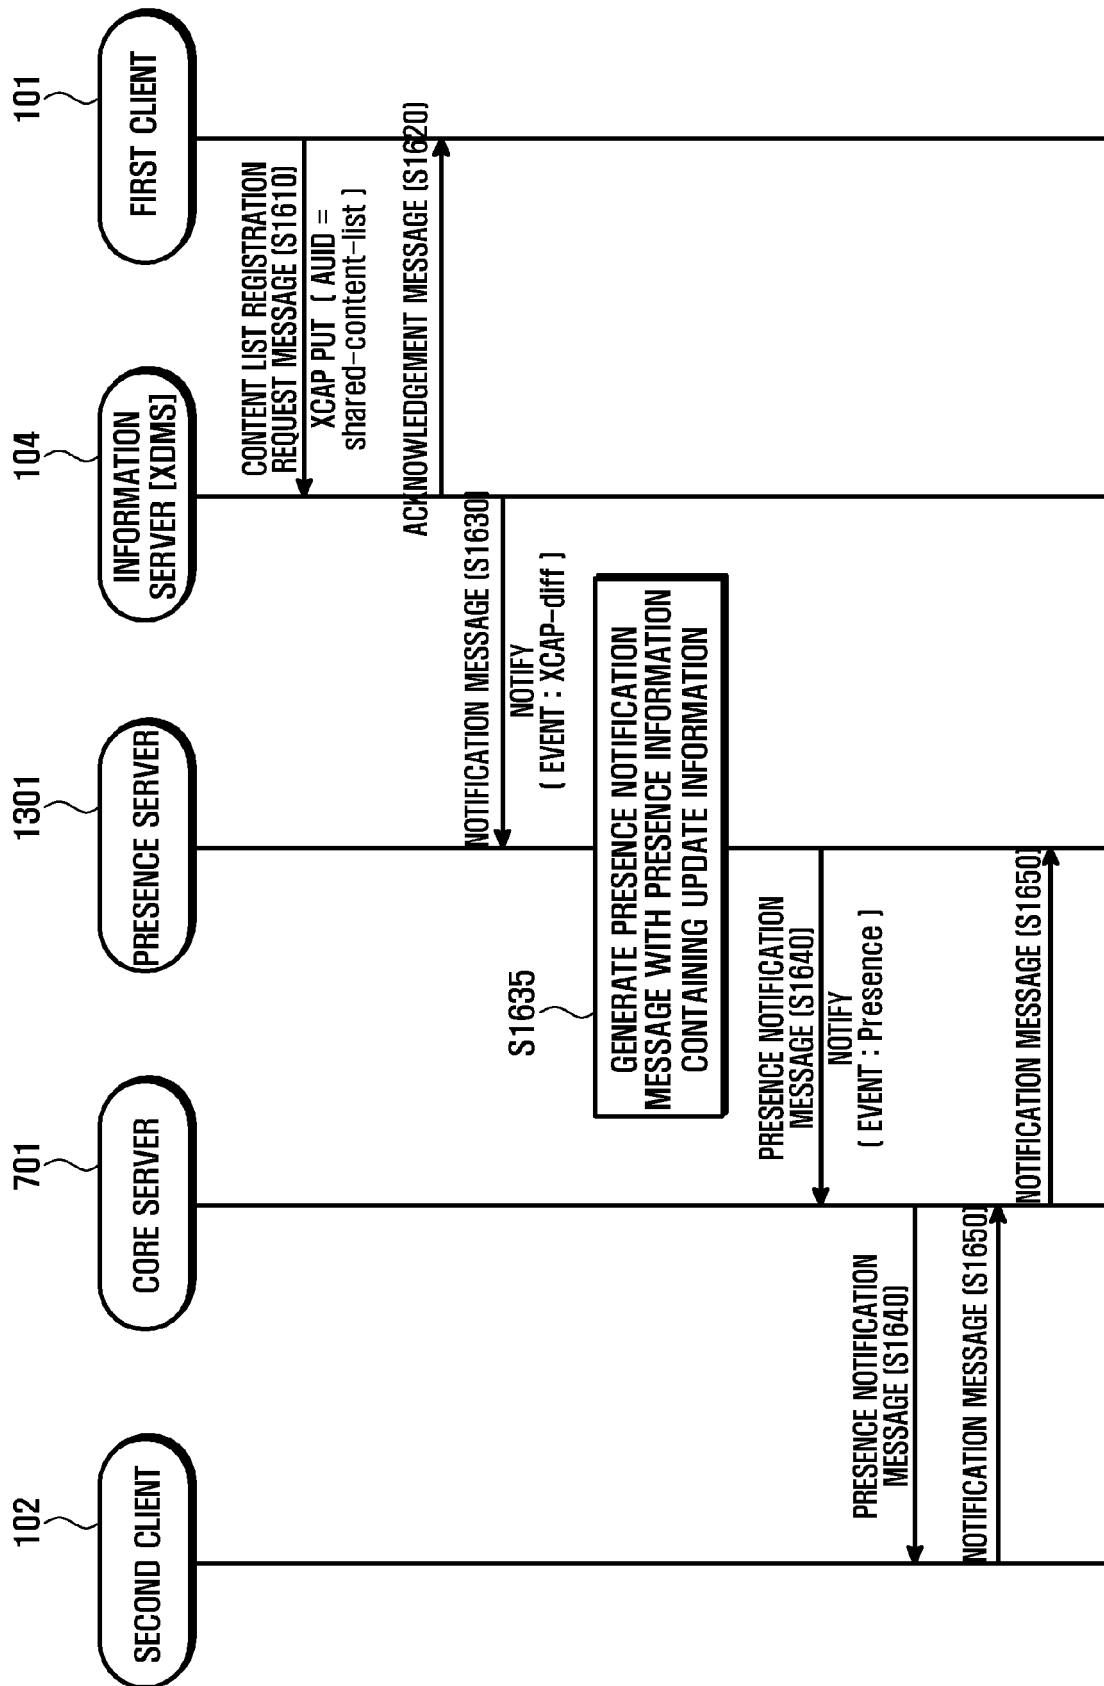 102
SECOND CLIENT
701
CORE SERVER
1301
PRESENCE SERVER
104
INFORMATION
SERVER [XDMS]
101
FIRST CLIENT
CONTENT LIST REGISTRATION
REQUEST MESSAGE (S1610)
XCAP PUT ( AUID =
shared-content-list )
ACKNOWLEDGEMENT MESSAGE (S1620)
NOTIFICATION MESSAGE (S1630)
NOTIFY
( EVENT : XCAP-diff )
S1635
GENERATE PRESENCE NOTIFICATION
MESSAGE WITH PRESENCE INFORMATION
CONTAINING UPDATE INFORMATION
PRESENCE NOTIFICATION
MESSAGE (S1640)
NOTIFY
( EVENT : Presence )
PRESENCE NOTIFICATION
MESSAGE (S1640)
NOTIFICATION MESSAGE (S1650)
NOTIFICATION MESSAGE (S1650)